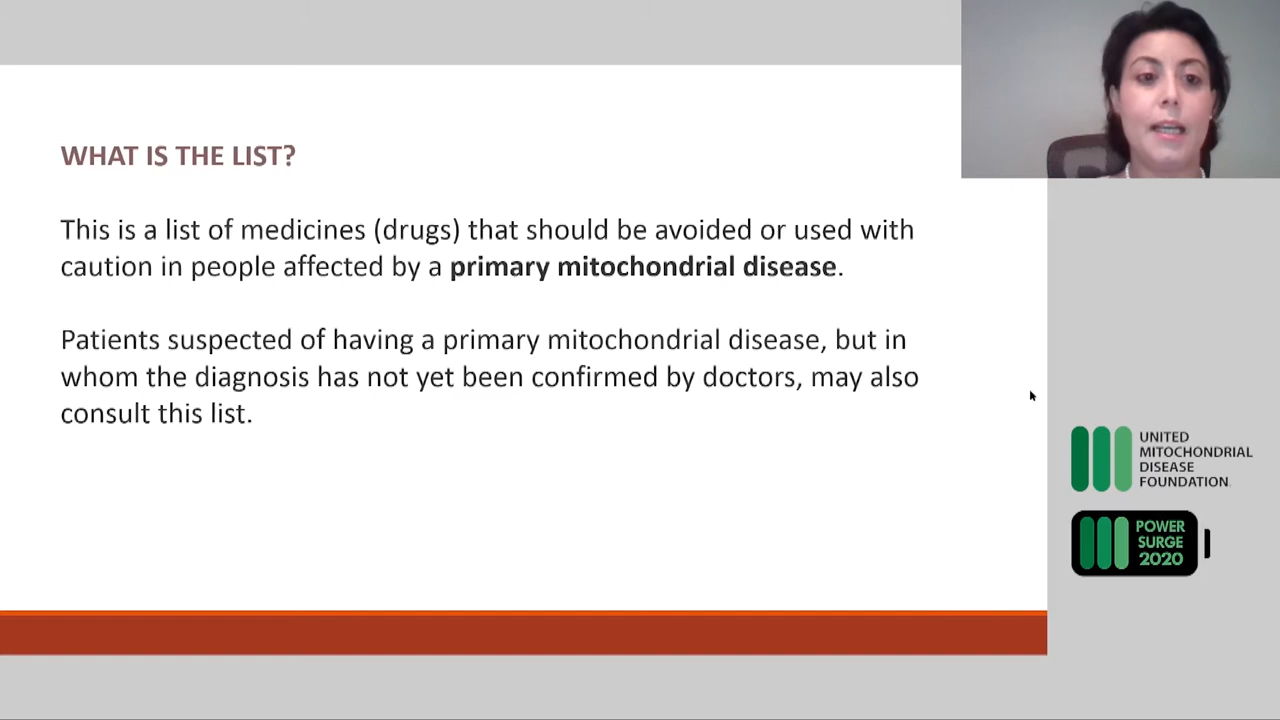 WHAT IS THE LIST?
This is a list of medicines (drugs) that should be avoided or used with
caution in people affected by a primary mitochondrial disease.
Patients suspected of having a primary mitochondrial disease, but in
whom the diagnosis has not yet been confirmed by doctors, may also
consult this list.
UNITED
MITOCHONDRIAL
DISEASE
FOUNDATION
POWER
SURGE
2020